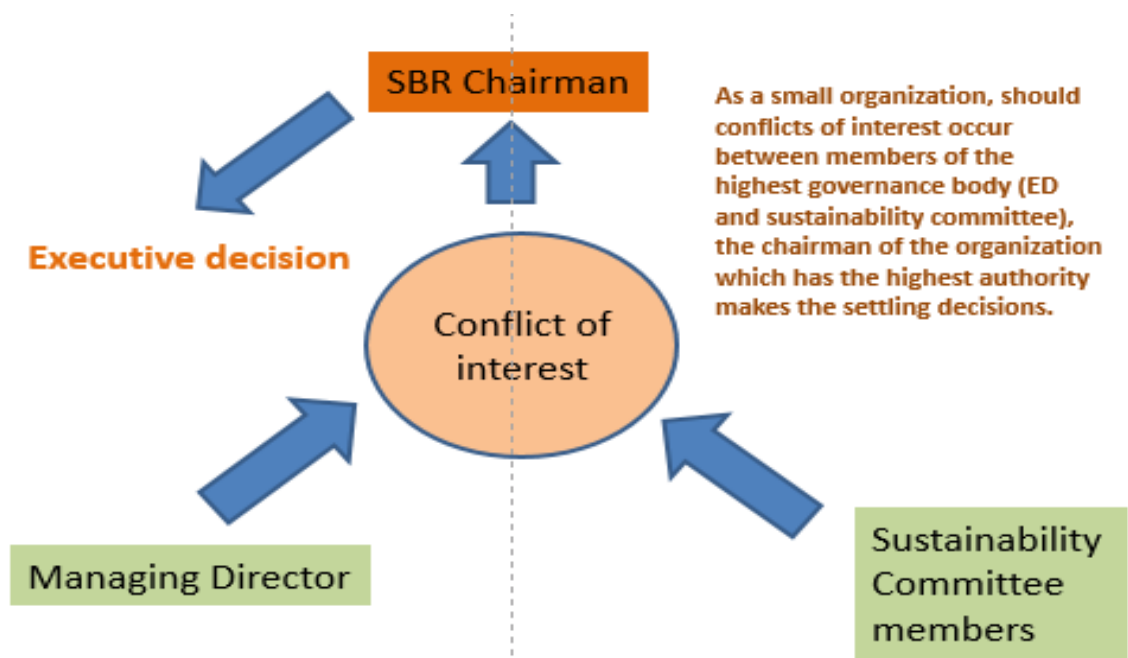 SBR Chairman
As a small organization, should
conflicts of interest occur
between members of the
highest governance body (ED
and sustainability committee),
the chairman of the organization
which has the highest authority
makes the settling decisions.
Executive decision
Conflict of
interest
Managing Director
Sustainability
Committee
members